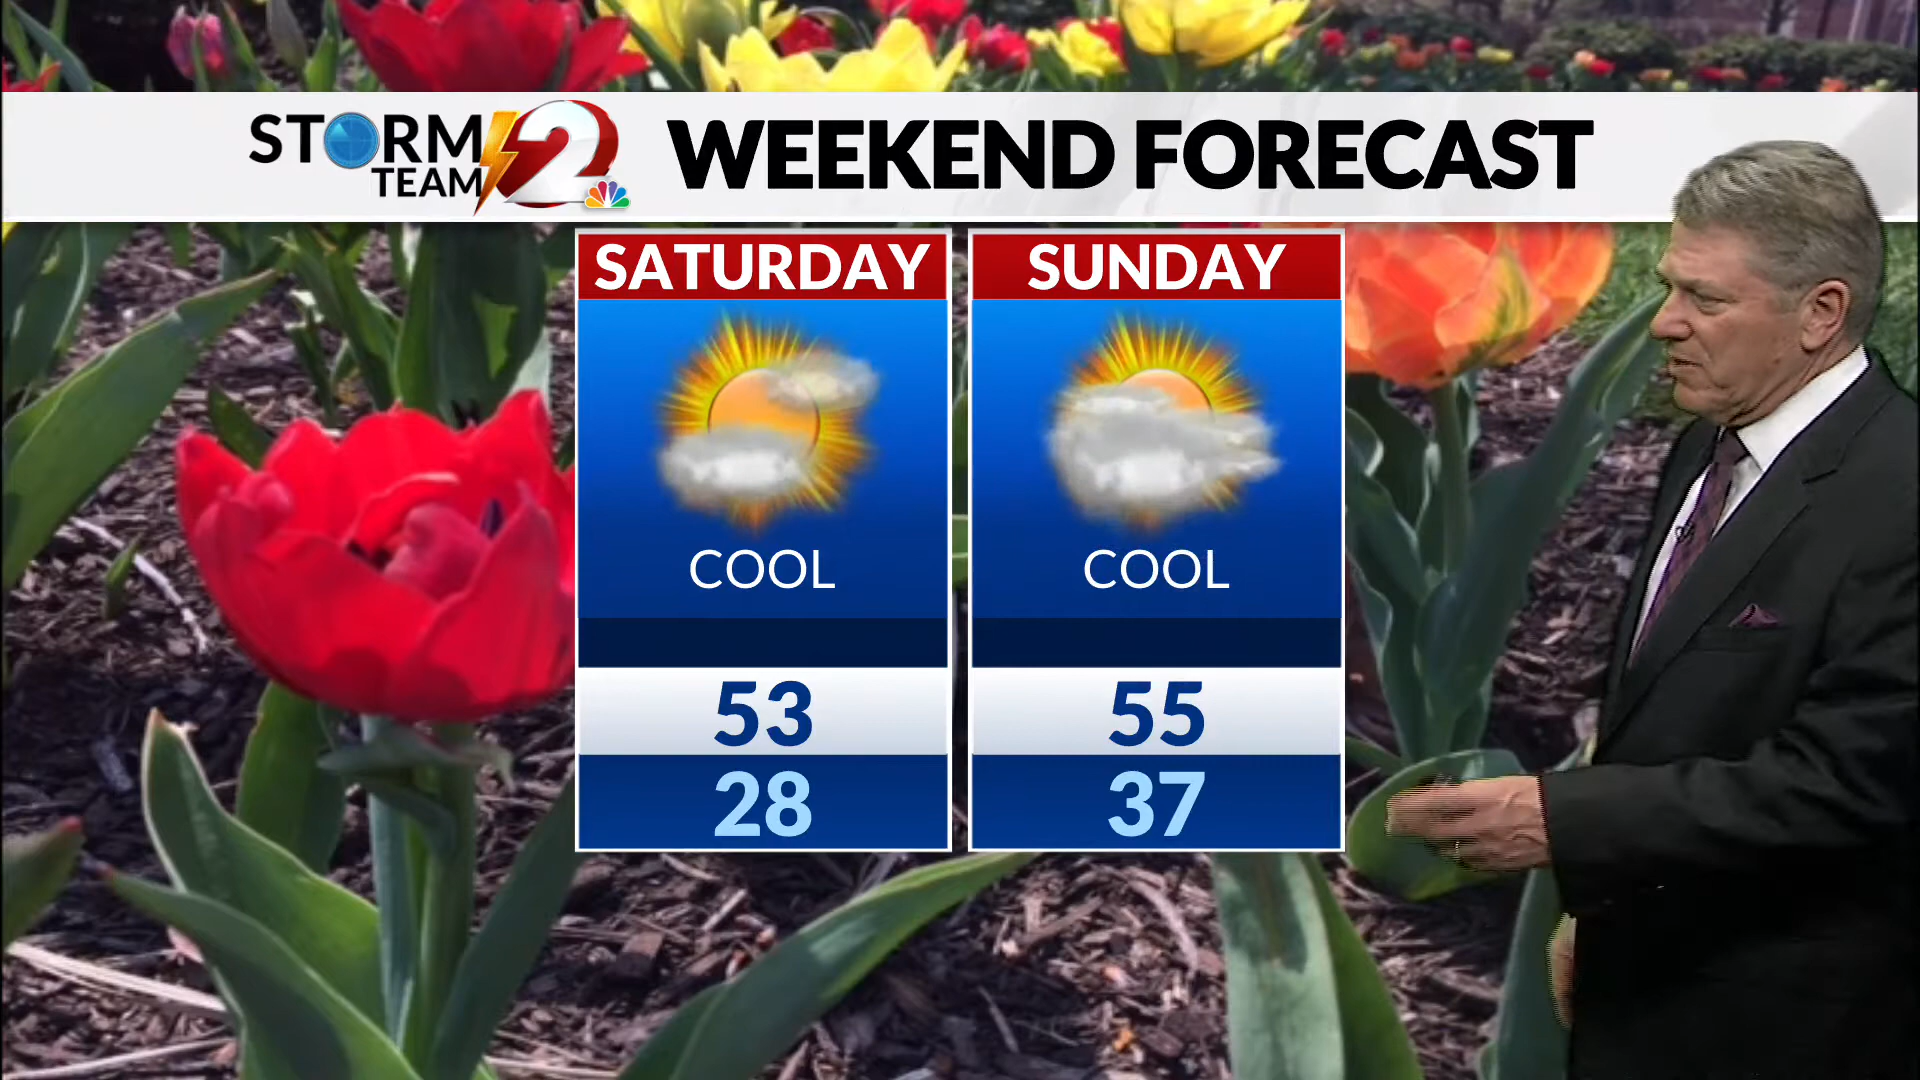 STORM
TEAM
2
WEEKEND FORECAST
SATURDAY
COOL
53
28
SUNDAY
COOL
55
37